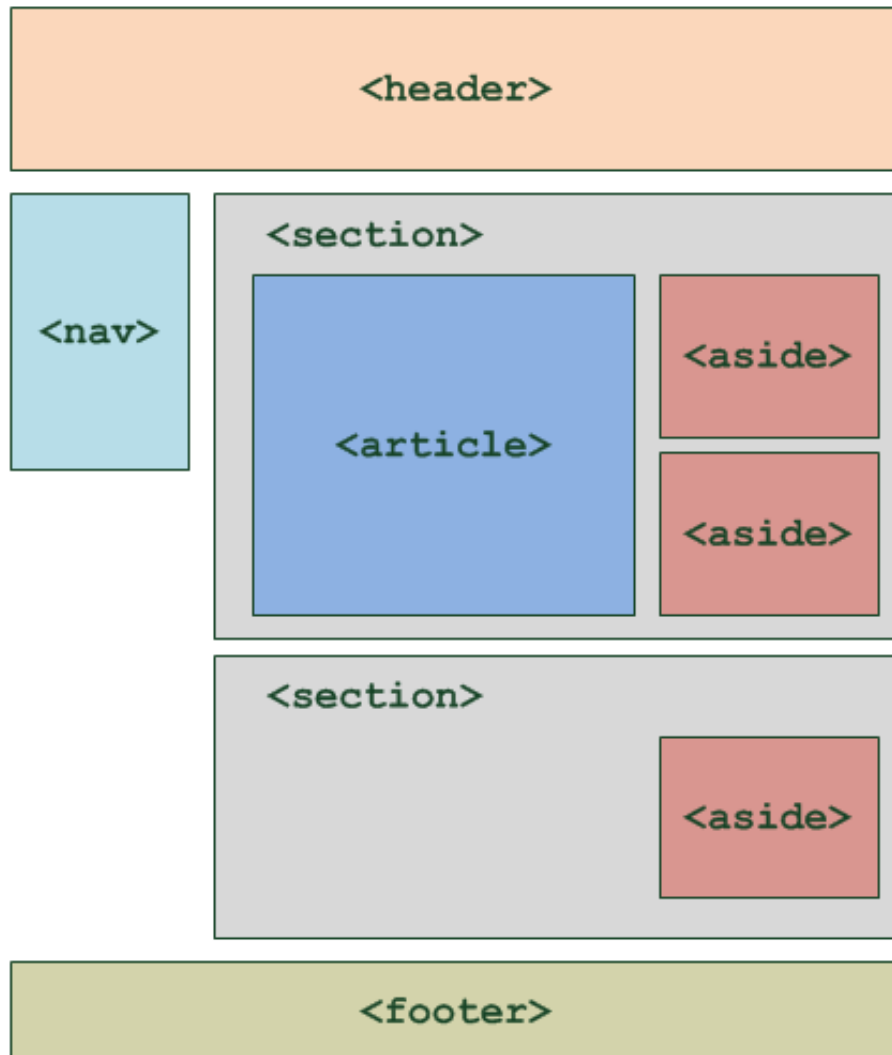 <header>
<nav>
<section>
<article>
<aside>
<aside>
<section>
<aside>
<footer>